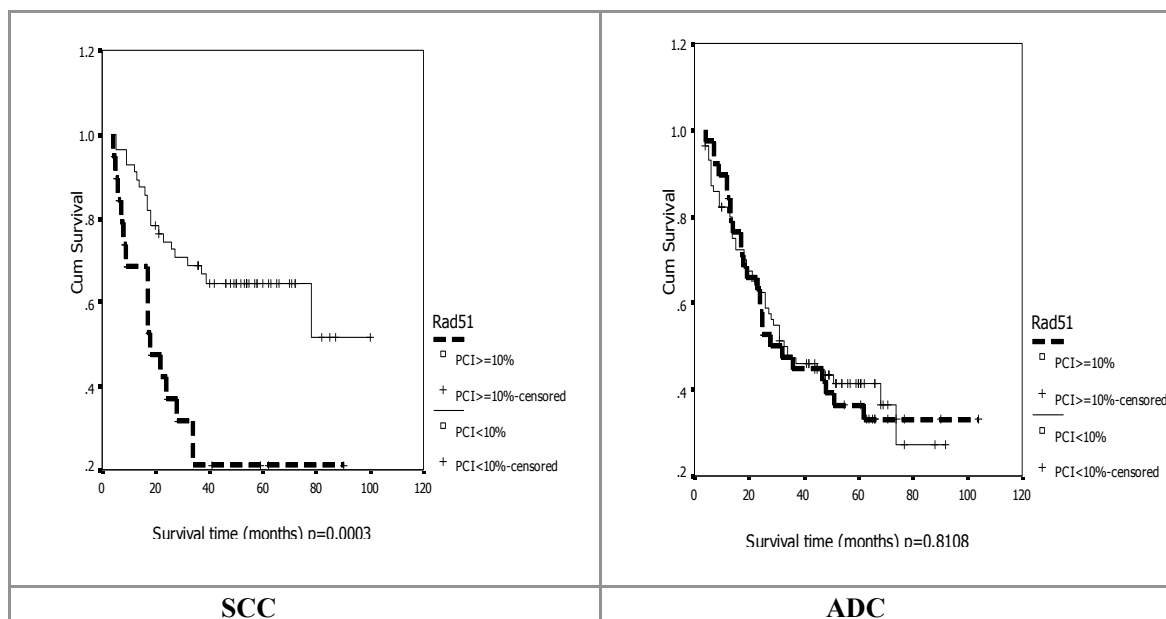 1.2
1.0
.8
.6
.4
.2
Cum Survival
0 20 40 60 80 100 120
Survival time (months) p=0.0003
Rad51
PCI>=10%
PCI>=10%-censored
PCI<10%
PCI<10%-censored
SCC
1.2
1.0
.8
.6
.4
.2
Cum Survival
0 20 40 60 80 100 120
Survival time (months) p=0.8108
Rad51
PCI>=10%
PCI>=10%-censored
PCI<10%
PCI<10%-censored
ADC